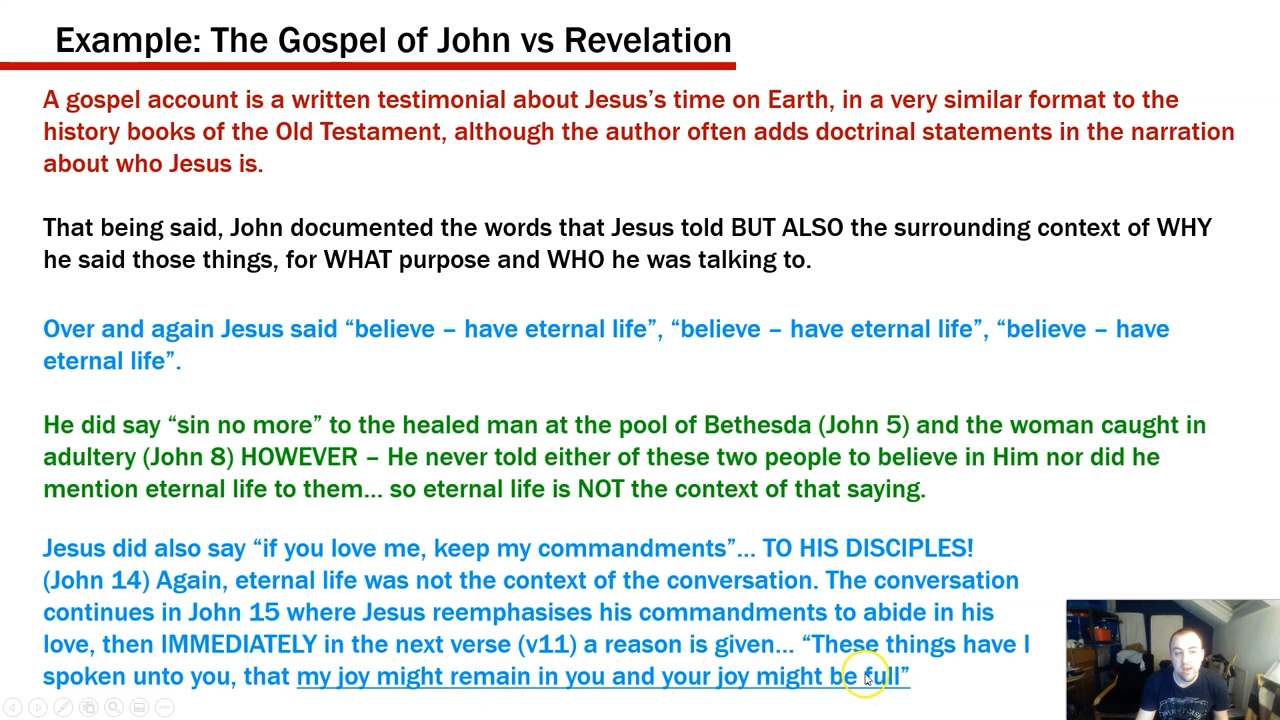 Example: The Gospel of John vs Revelation
A gospel account is a written testimonial about Jesus’s time on Earth, in a very similar format to the
history books of the Old Testament, although the author often adds doctrinal statements in the narration
about who Jesus is.
That being said, John documented the words that Jesus told BUT ALSO the surrounding context of WHY
he said those things, for WHAT purpose and WHO he was talking to.
Over and again Jesus said “believe – have eternal life”, “believe – have eternal life”, “believe – have
eternal life”.
He did say “sin no more” to the healed man at the pool of Bethesda (John 5) and the woman caught in
adultery (John 8) HOWEVER – He never told either of these two people to believe in Him nor did he
mention eternal life to them... so eternal life is NOT the context of that saying.
Jesus did also say “if you love me, keep my commandments”... TO HIS DISCIPLES!
(John 14) Again, eternal life was not the context of the conversation. The conversation
continues in John 15 where Jesus reemphasises his commandments to abide in his
love, then IMMEDIATELY in the next verse (v11) a reason is given... “These things have I
spoken unto you, that my joy might remain in you and your joy might be full”